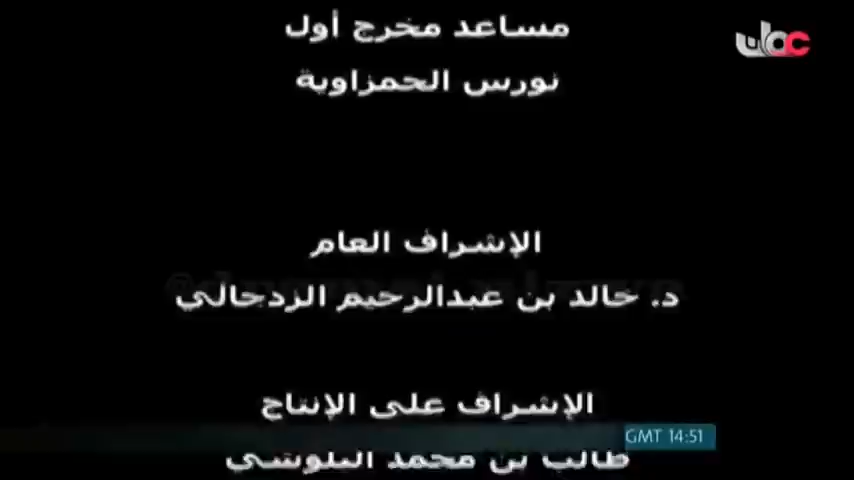 مساعد مخرج أول
عمان
نورس الحمزاوية
الإشراف العام
د. خالد بن عبدالرحيم الزدجالي
الإشراف على الإنتاج
GMT 14:51
طالب بن محمد البلوشي